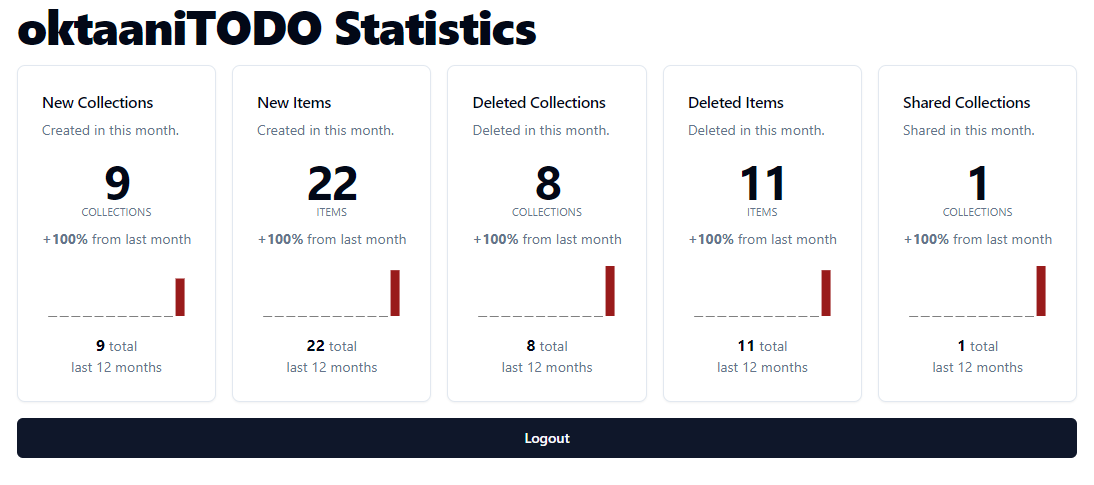 oktaaniTODO Statistics
New Collections
Created in this month.
9
COLLECTIONS
+100% from last month
9 total
last 12 months
New Items
Created in this month.
22
ITEMS
+100% from last month
22 total
last 12 months
Deleted Collections
Deleted in this month.
8
COLLECTIONS
+100% from last month
8 total
last 12 months
Deleted Items
Deleted in this month.
11
ITEMS
+100% from last month
11 total
last 12 months
Shared Collections
Shared in this month.
1
COLLECTIONS
+100% from last month
1 total
last 12 months
Logout